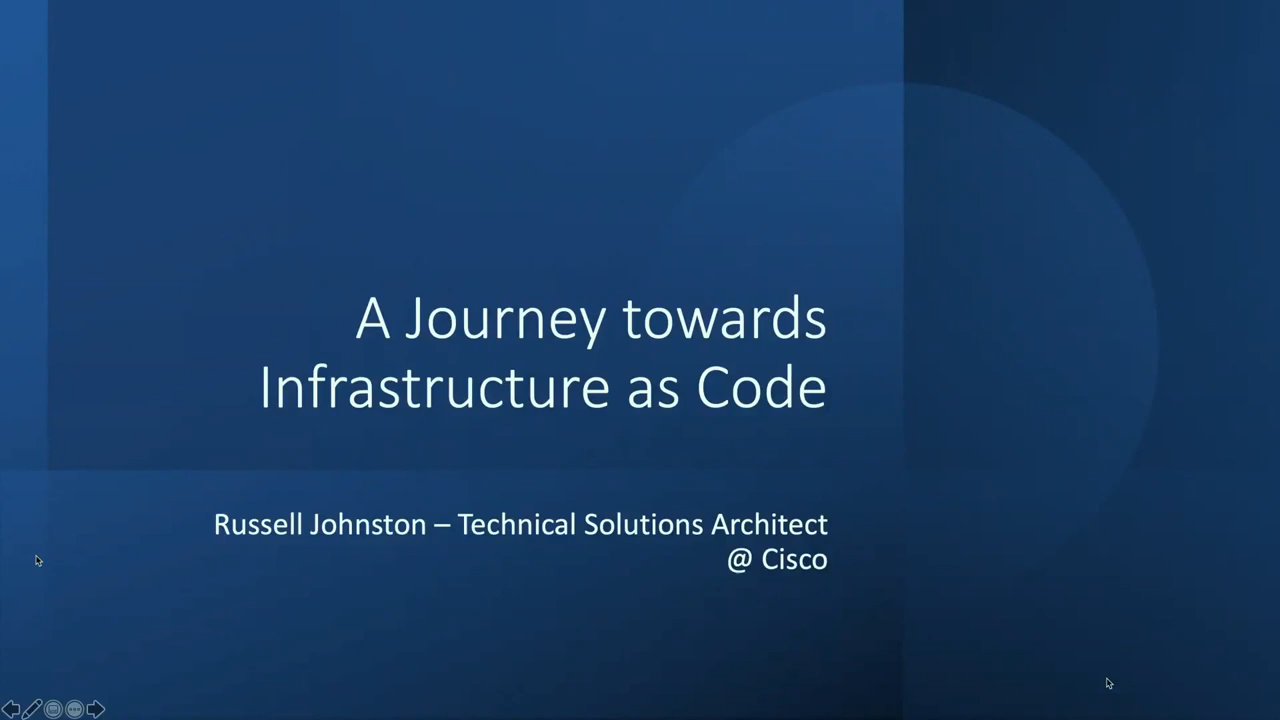 A Journey towards
Infrastructure as Code
Russell Johnston – Technical Solutions Architect
@ Cisco